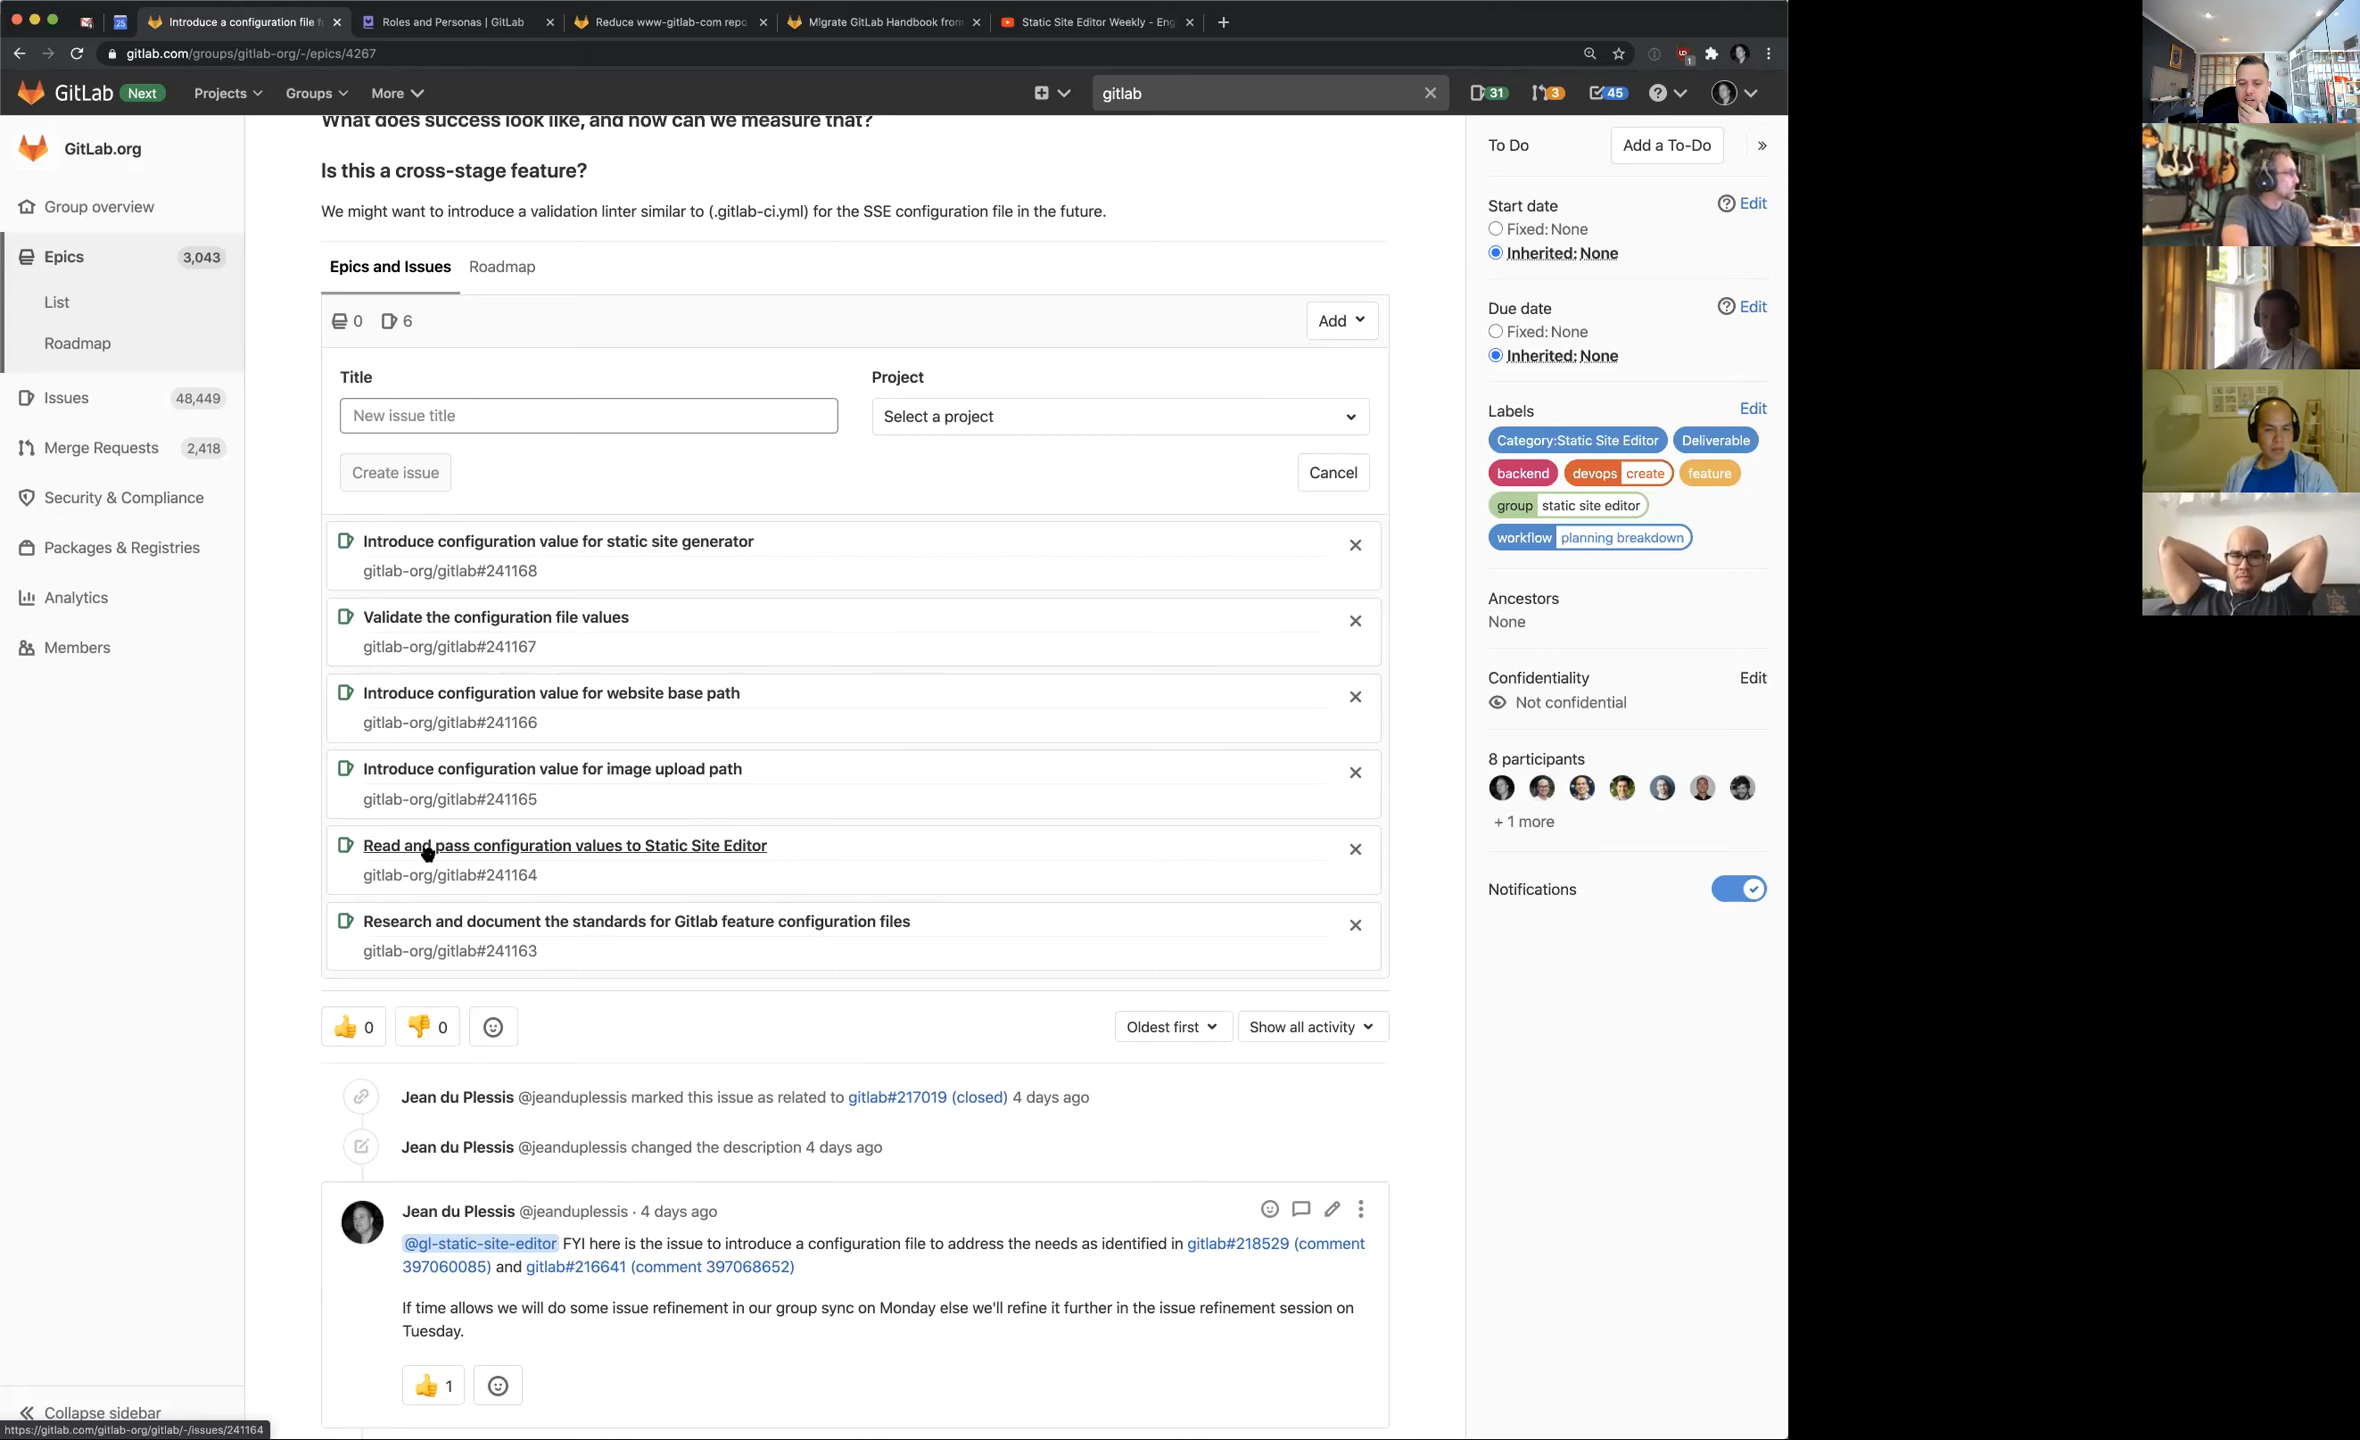 Introduce a configuration file f
Roles and Personas | GitLab
Reduce www-gitlab-com repo
Migrate GitLab Handbook from
Static Site Editor Weekly - Eng
gitlab.com/groups/gitlab-org/-/epics/4267
GitLab Next Projects Groups More gitlab 31 3 45
GitLab.org
Group overview
Epics 3,043
List
Roadmap
Issues 48,449
Merge Requests 2,418
Security & Compliance
Packages & Registries
Analytics
Members
Collapse sidebar
https://gitlab.com/gitlab-org/gitlab/-/issues/241164
What does success look like, and how can we measure that?
Is this a cross-stage feature?
We might want to introduce a validation linter similar to (.gitlab-ci.yml) for the SSE configuration file in the future.
Epics and Issues Roadmap
0 6 Add
Title Project
New issue title Select a project
Create issue Cancel
Introduce configuration value for static site generator
gitlab-org/gitlab#241168
Validate the configuration file values
gitlab-org/gitlab#241167
Introduce configuration value for website base path
gitlab-org/gitlab#241166
Introduce configuration value for image upload path
gitlab-org/gitlab#241165
Read and pass configuration values to Static Site Editor
gitlab-org/gitlab#241164
Research and document the standards for Gitlab feature configuration files
gitlab-org/gitlab#241163
0 0 Oldest first Show all activity
Jean du Plessis @jeanduplessis marked this issue as related to gitlab#217019 (closed) 4 days ago
Jean du Plessis @jeanduplessis changed the description 4 days ago
Jean du Plessis @jeanduplessis · 4 days ago
@gl-static-site-editor FYI here is the issue to introduce a configuration file to address the needs as identified in gitlab#218529 (comment
397060085) and gitlab#216641 (comment 397068652)
If time allows we will do some issue refinement in our group sync on Monday else we'll refine it further in the issue refinement session on
Tuesday.
1
To Do Add a To-Do
Start date Edit
Fixed: None
Inherited: None
Due date Edit
Fixed: None
Inherited: None
Labels Edit
Category:Static Site Editor Deliverable
backend devops create feature
group static site editor
workflow planning breakdown
Ancestors
None
Confidentiality Edit
Not confidential
8 participants
+ 1 more
Notifications